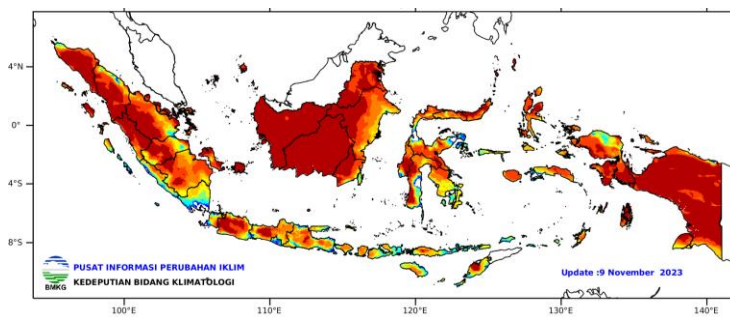 4°N
0°
4°S
8°S
PUSAT INFORMASI PERUBAHAN IKLIM
KEDEPUTIAN BIDANG KLIMATOLOGI
BMKG
Update :9 November 2023
100°E
110°E
120°E
130°E
140°E